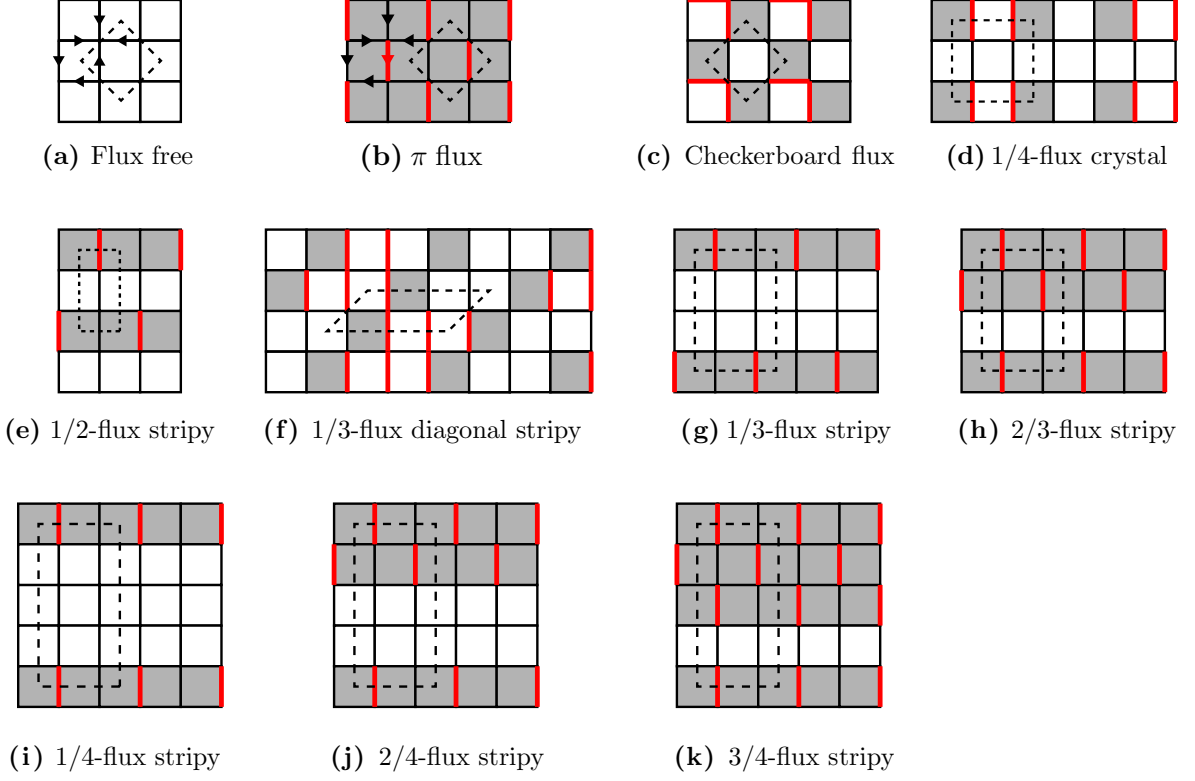 (a) Flux free
(b) π flux
(c) Checkerboard flux
(d) 1/4-flux crystal
(e) 1/2-flux stripy
(f) 1/3-flux diagonal stripy
(g) 1/3-flux stripy
(h) 2/3-flux stripy
(i) 1/4-flux stripy
(j) 2/4-flux stripy
(k) 3/4-flux stripy